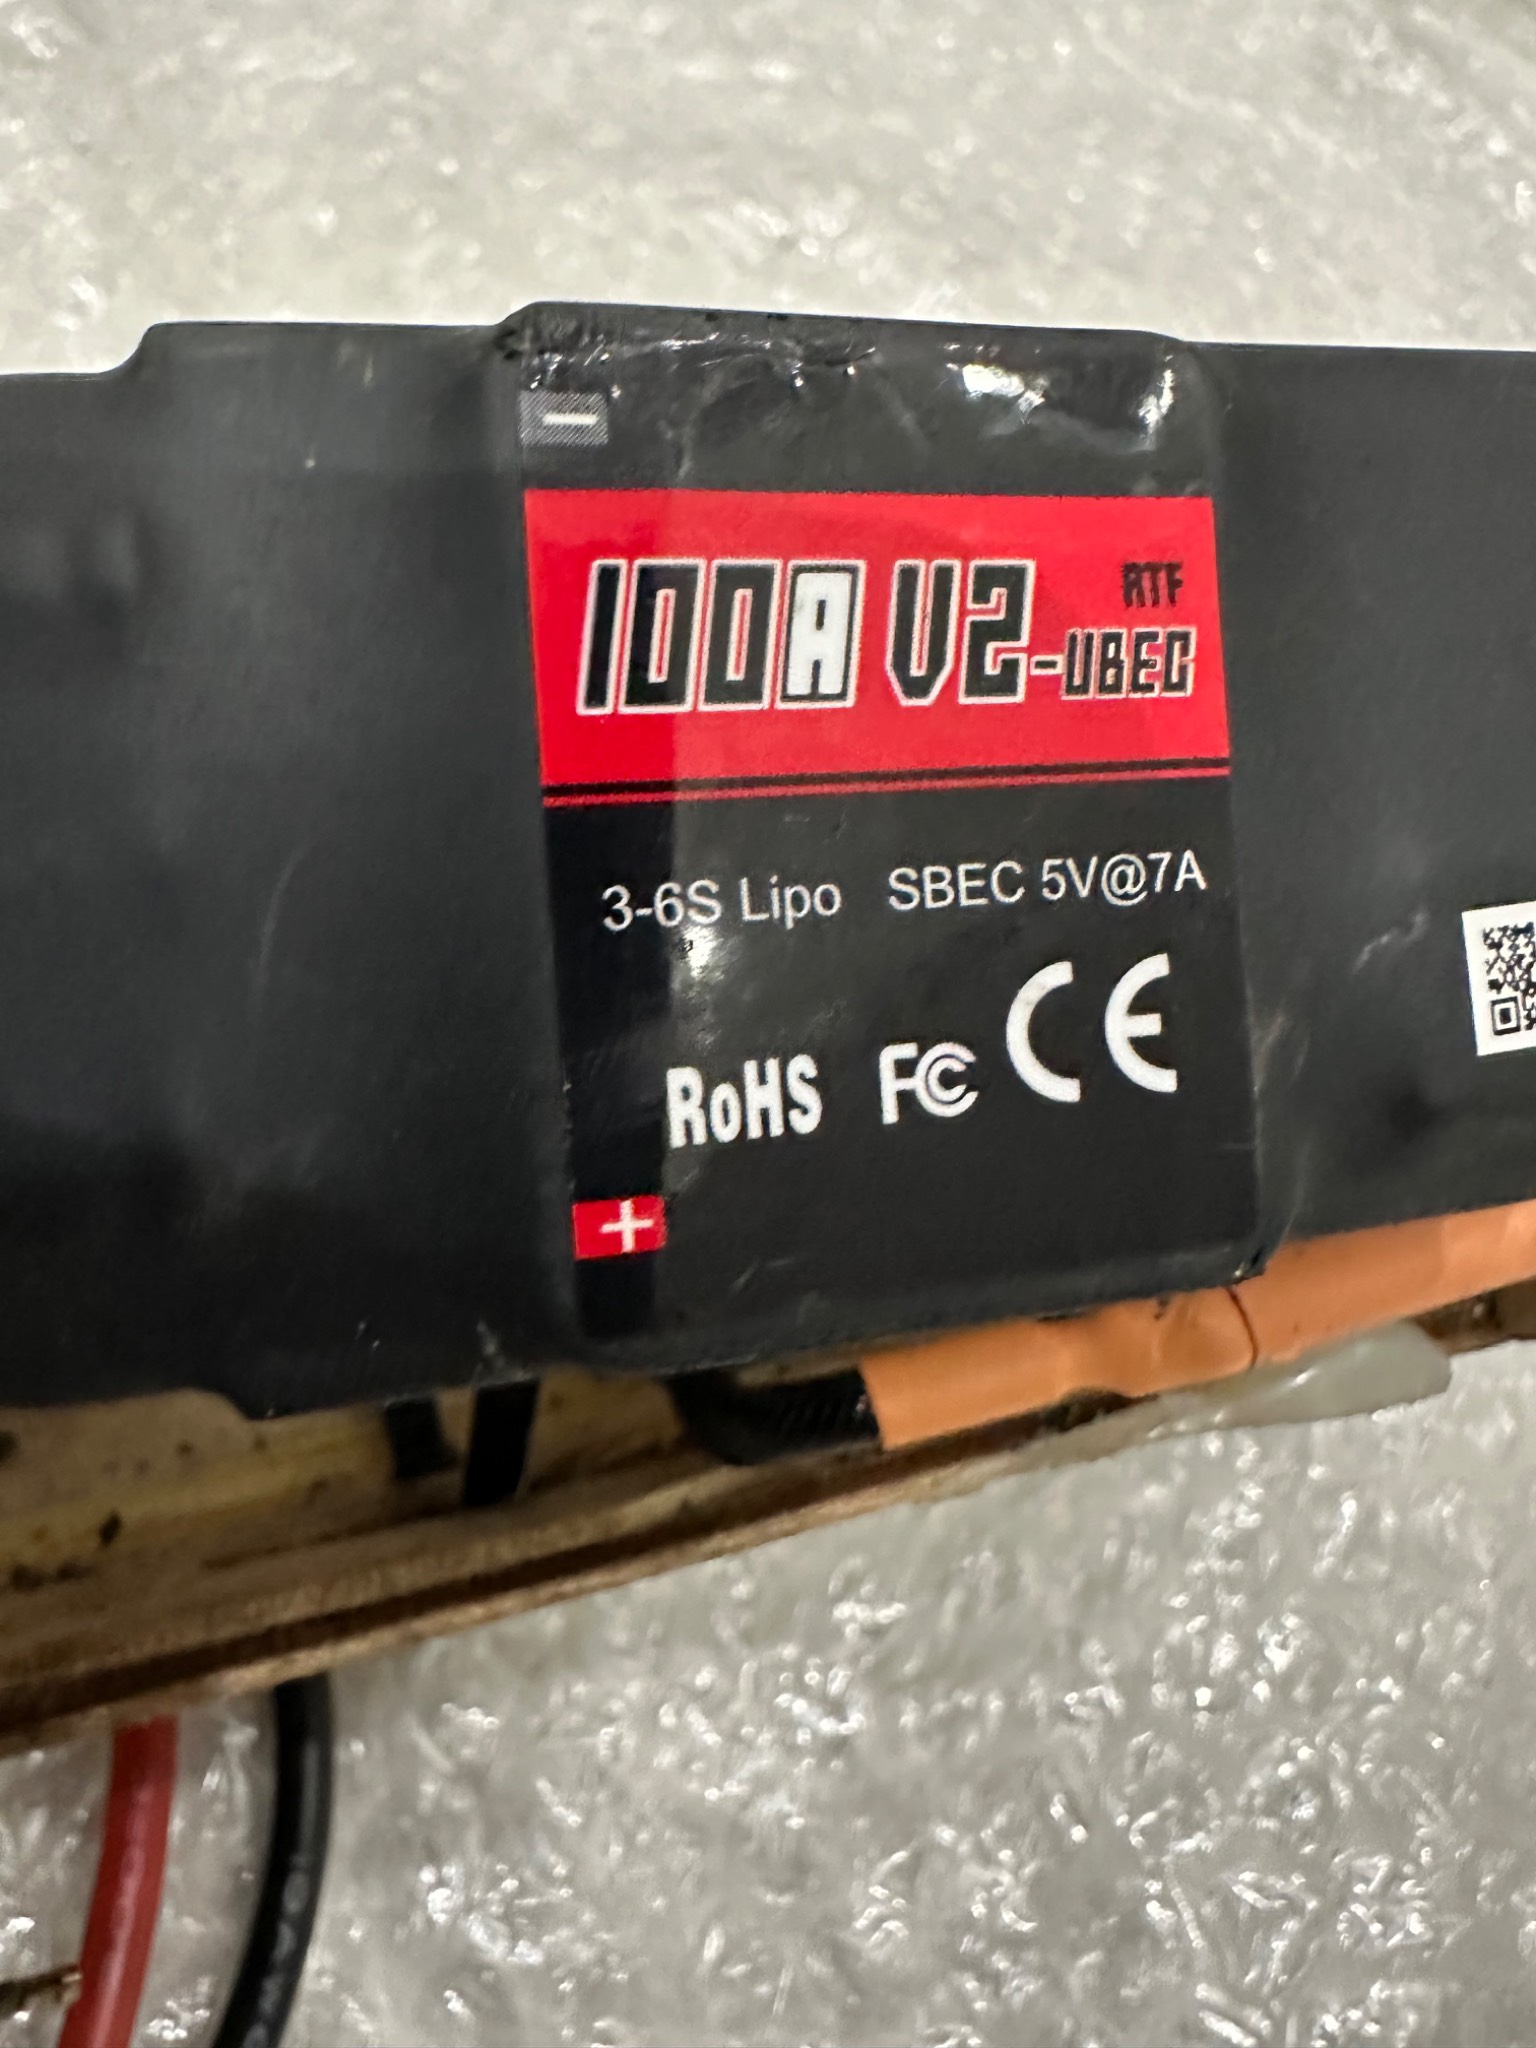 −
100A V2-UBEC
RTF
3-6S Lipo SBEC 5V@7A
RoHS FC CE
+